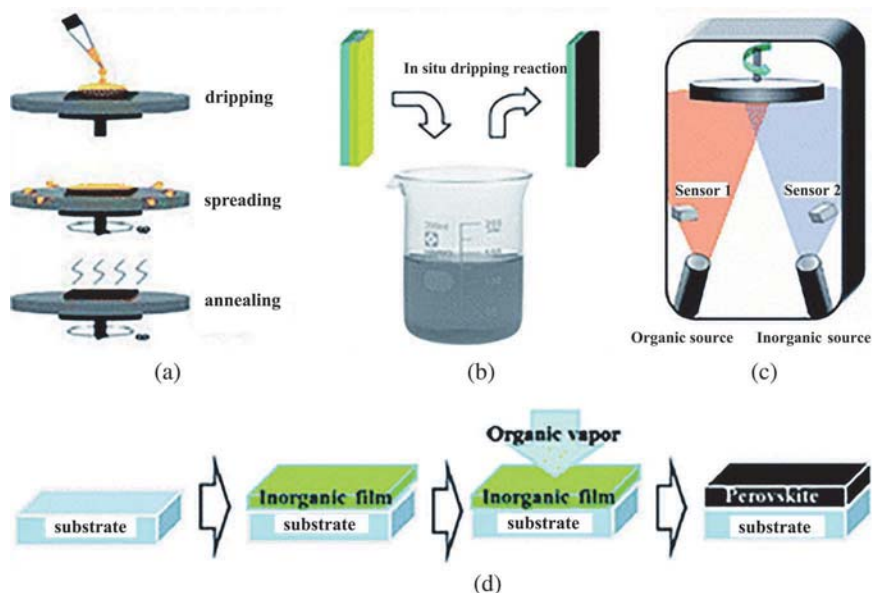 dripping
spreading
annealing
(a)
In situ dripping reaction
(b)
Sensor 1
Sensor 2
Organic source
Inorganic source
(c)
substrate
Inorganic film
substrate
Organic vapor
Inorganic film
substrate
Perovskite
substrate
(d)